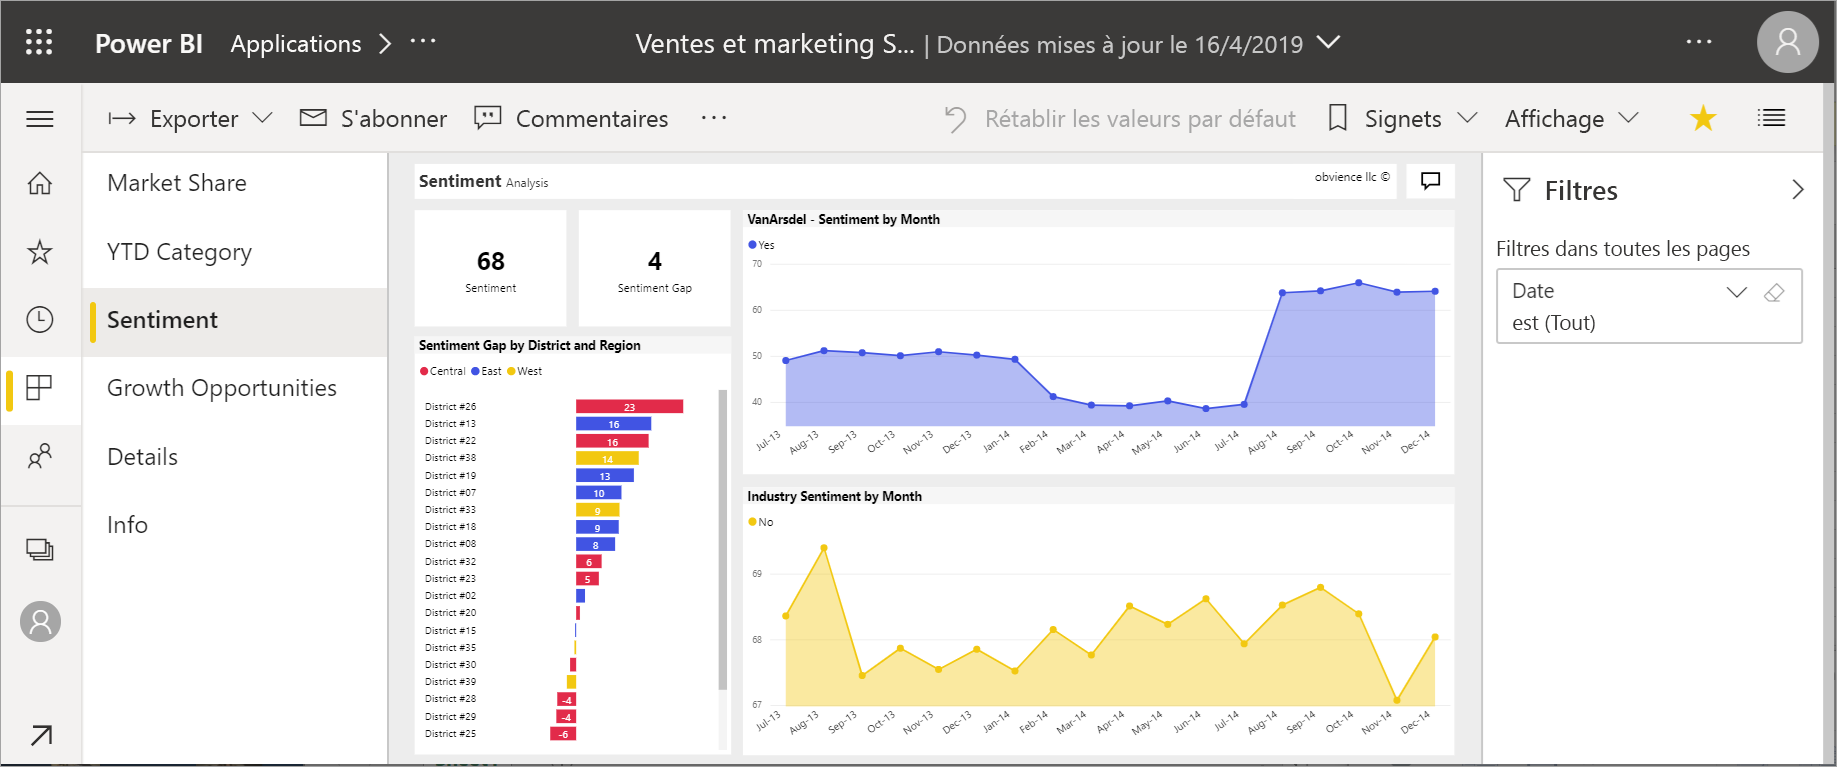 Power BI Applications > ...
Ventes et marketing S... | Données mises à jour le 16/4/2019
...
Exporter
S'abonner
Commentaires
...
Rétablir les valeurs par défaut
Signets
Affichage
Market Share
YTD Category
Sentiment
Growth Opportunities
Details
Info
Sentiment Analysis
obvience llc ©
68
Sentiment
4
Sentiment Gap
Sentiment Gap by District and Region
Central East West
District #26 23
District #13 16
District #22 16
District #38 14
District #19 13
District #07 10
District #33 9
District #18 9
District #08 8
District #32 6
District #23 5
District #02
District #20
District #15
District #35
District #30
District #39
District #28 -4
District #29 -4
District #25 -6
VanArsdel - Sentiment by Month
Yes
70
60
50
40
Jul-13 Aug-13 Sep-13 Oct-13 Nov-13 Dec-13 Jan-14 Feb-14 Mar-14 Apr-14 May-14 Jun-14 Jul-14 Aug-14 Sep-14 Oct-14 Nov-14 Dec-14
Industry Sentiment by Month
No
69
68
67
Jul-13 Aug-13 Sep-13 Oct-13 Nov-13 Dec-13 Jan-14 Feb-14 Mar-14 Apr-14 May-14 Jun-14 Jul-14 Aug-14 Sep-14 Oct-14 Nov-14 Dec-14
Filtres
Filtres dans toutes les pages
Date
est (Tout)